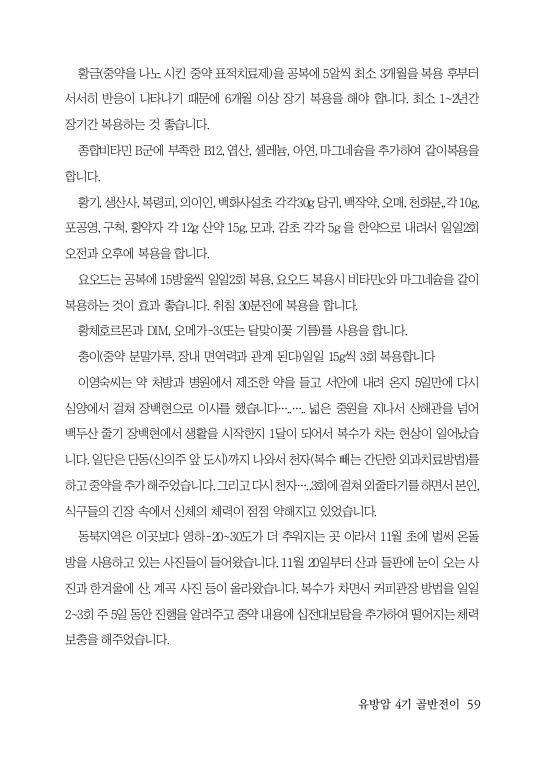 황금(중약을 나노 시킨 중약 표적치료제)을 공복에 5알씩 최소 3개월을 복용 후부터
서서히 반응이 나타나기 때문에 6개월 이상 장기 복용을 해야 합니다. 최소 1~2년간
장기간 복용하는 것 좋습니다.
종합비타민 B군에 부족한 B12, 엽산, 셀레늄, 아연, 마그네슘을 추가하여 같이복용을
합니다.
황기, 생산사, 복령피, 의이인, 백화사설초 각각30g 당귀, 백작약, 오매, 천화분,.각 10g,
포공영, 구척, 황약자 각 12g 산약 15g, 모과, 감초 각각 5g 을 한약으로 내려서 일일2회
오전과 오후에 복용을 합니다.
요오드는 공복에 15방울씩 일일2회 복용, 요오드 복용시 비타민c와 마그네슘을 같이
복용하는 것이 효과 좋습니다. 취침 30분전에 복용을 합니다.
황체호르몬과 DIM, 오메가-3(또는 달맞이꽃 기름)를 사용을 합니다.
충이(중약 분말가루, 장내 면역력과 관계 된다)일일 15g씩 3회 복용합니다
이영숙씨는 약 처방과 병원에서 제조한 약을 들고 서안에 내려 온지 5일만에 다시
심양에서 걸쳐 장백현으로 이사를 했습니다…..….. 넓은 중원을 지나서 산해관을 넘어
백두산 줄기 장백현에서 생활을 시작한지 1달이 되어서 복수가 차는 현상이 일어났습
니다. 일단은 단동(신의주 앞 도시)까지 나와서 천자(복수 빼는 간단한 외과치료방법)를
하고 중약을 추가 해주었습니다. 그리고 다시 천자…..3회에 걸쳐 외줄타기를 하면서 본인,
식구들의 긴장 속에서 신체의 체력이 점점 약해지고 있었습니다.
동북지역은 이곳보다 영하-20~30도가 더 추워지는 곳 이라서 11월 초에 벌써 온돌
방을 사용하고 있는 사진들이 들어왔습니다. 11월 20일부터 산과 들판에 눈이 오는 사
진과 한겨울에 산, 계곡 사진 등이 올라왔습니다. 복수가 차면서 커피관장 방법을 일일
2~3회 주 5일 동안 진행을 알려주고 중약 내용에 십전대보탕을 추가하여 떨어지는 체력
보충을 해주었습니다.
유방암 4기 골반전이 59